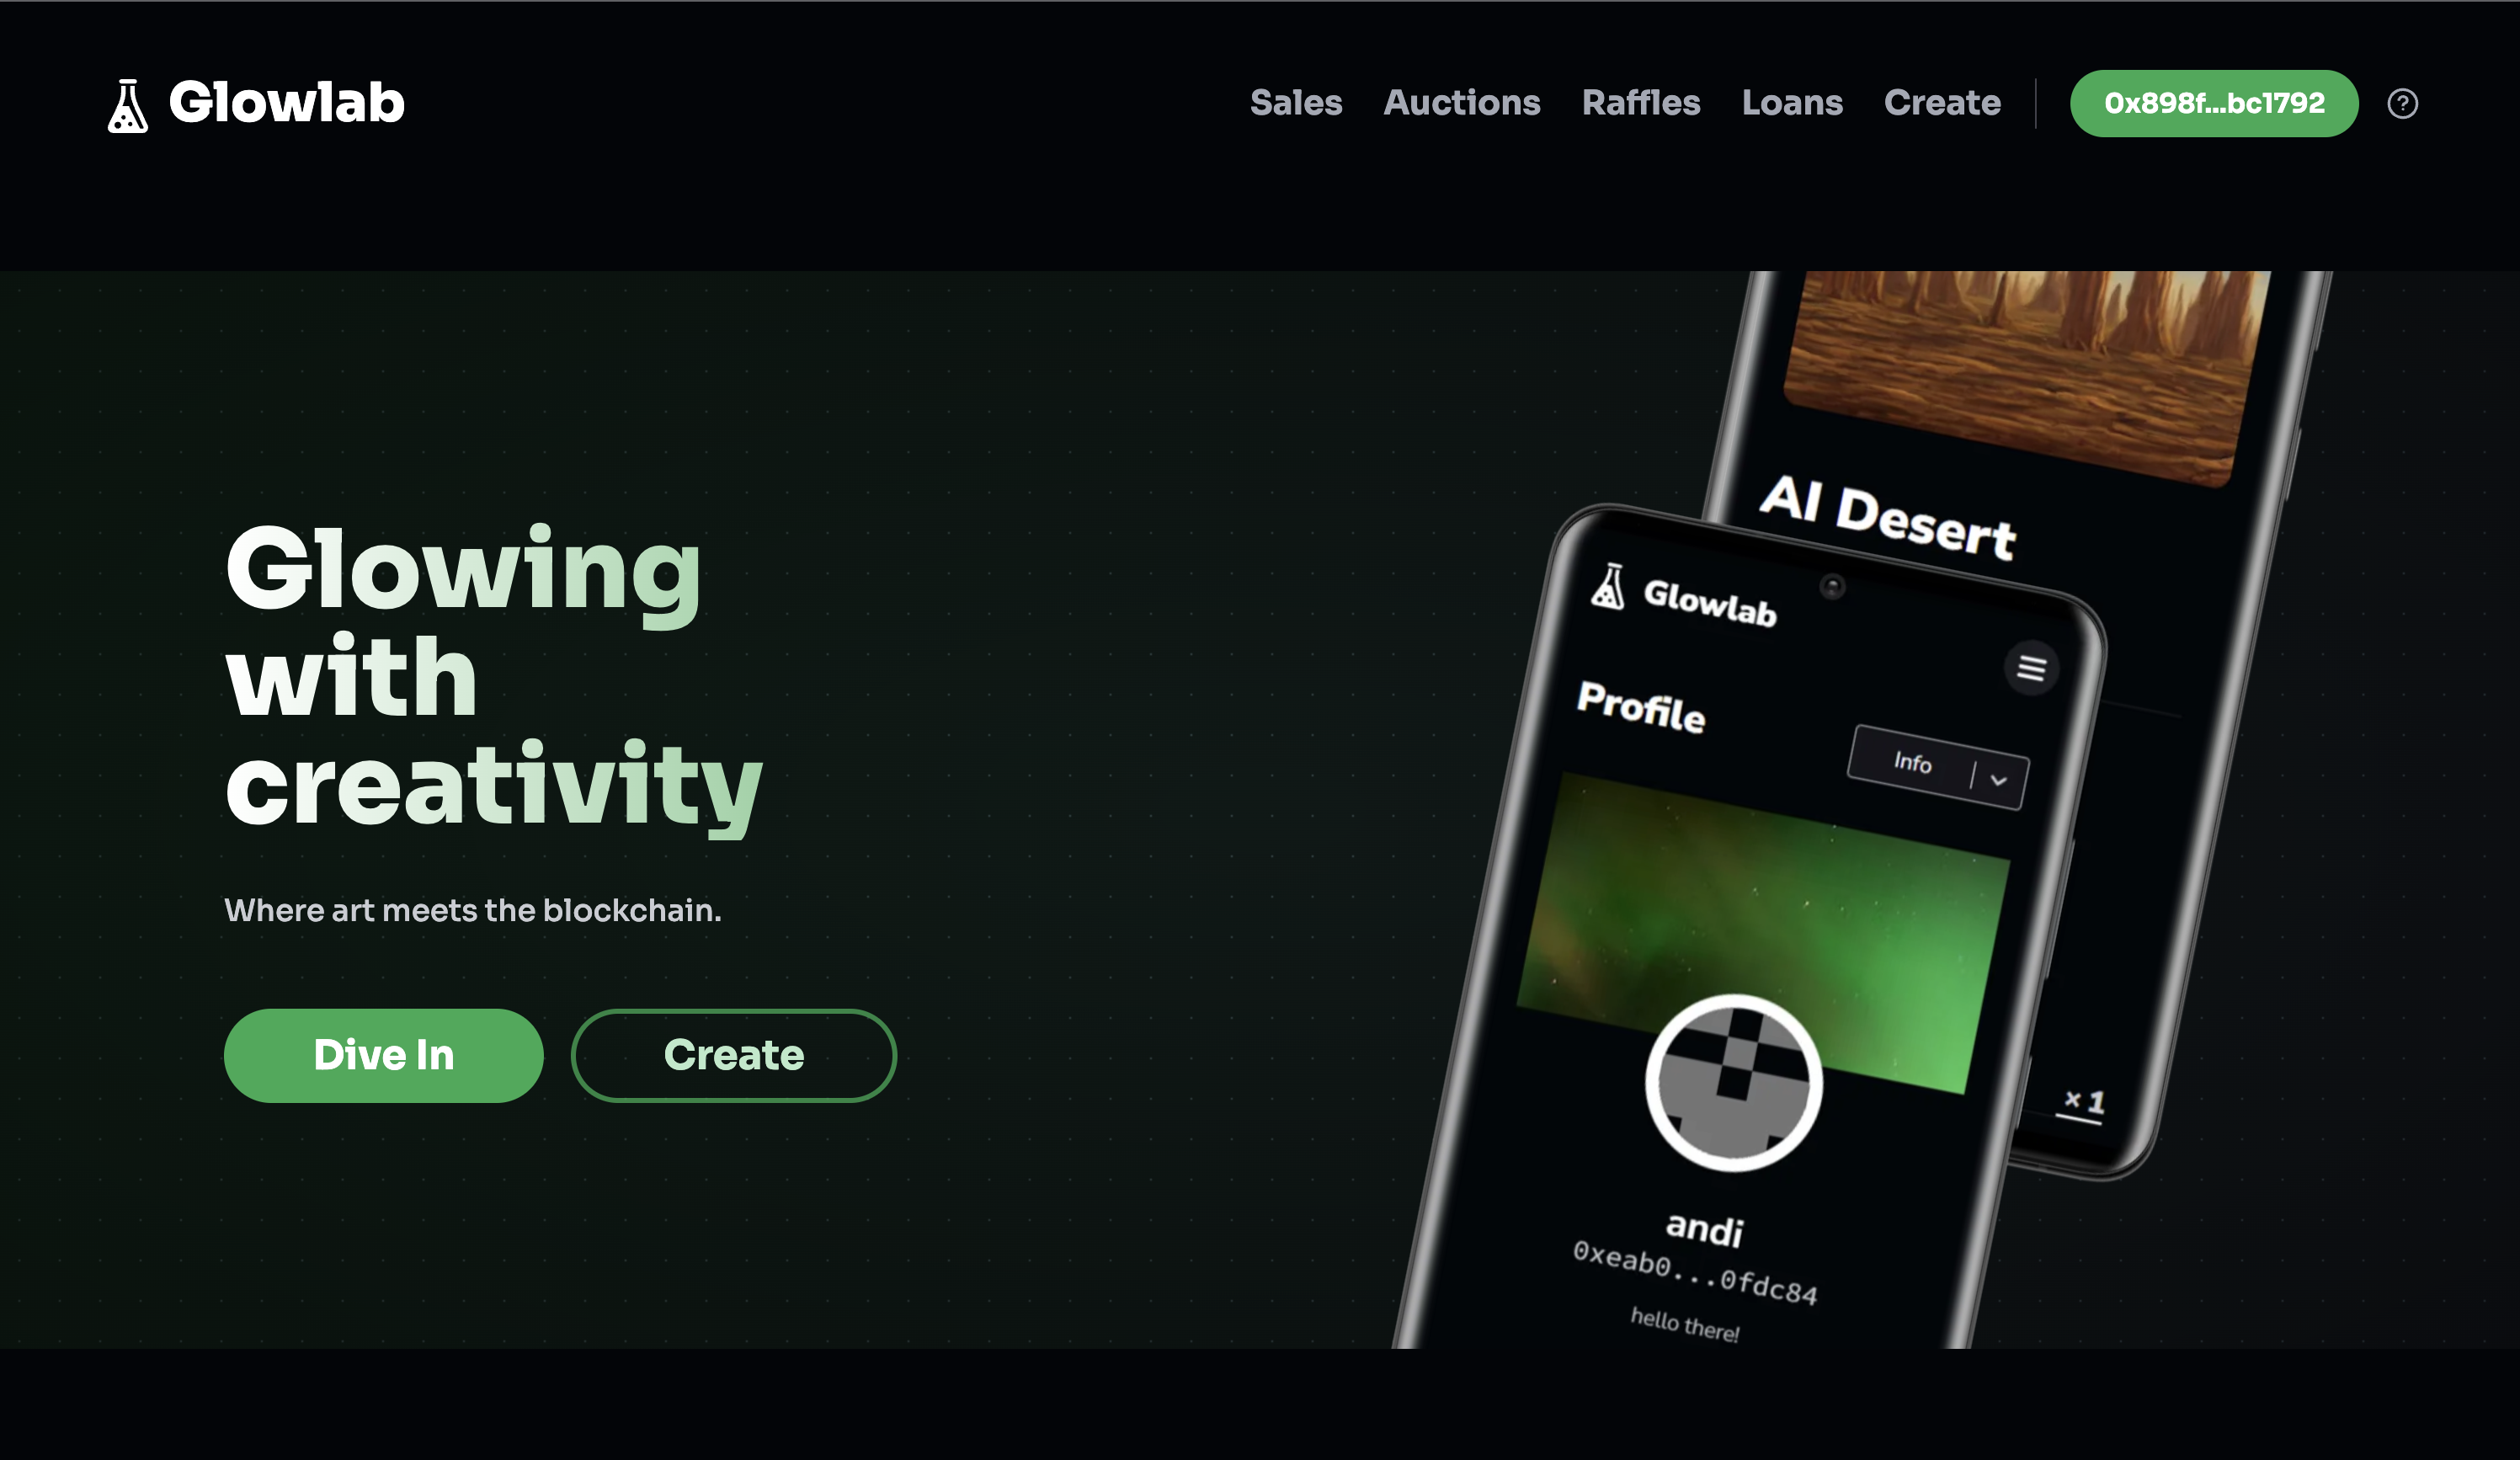 Glowlab
Sales Auctions Raffles Loans Create 0x898f...bc1792
Glowing
with
creativity
Where art meets the blockchain.
Dive In Create
AI Desert
× 1
Glowlab
Profile
Info
andi
0xeab0...0fdc84
hello there!